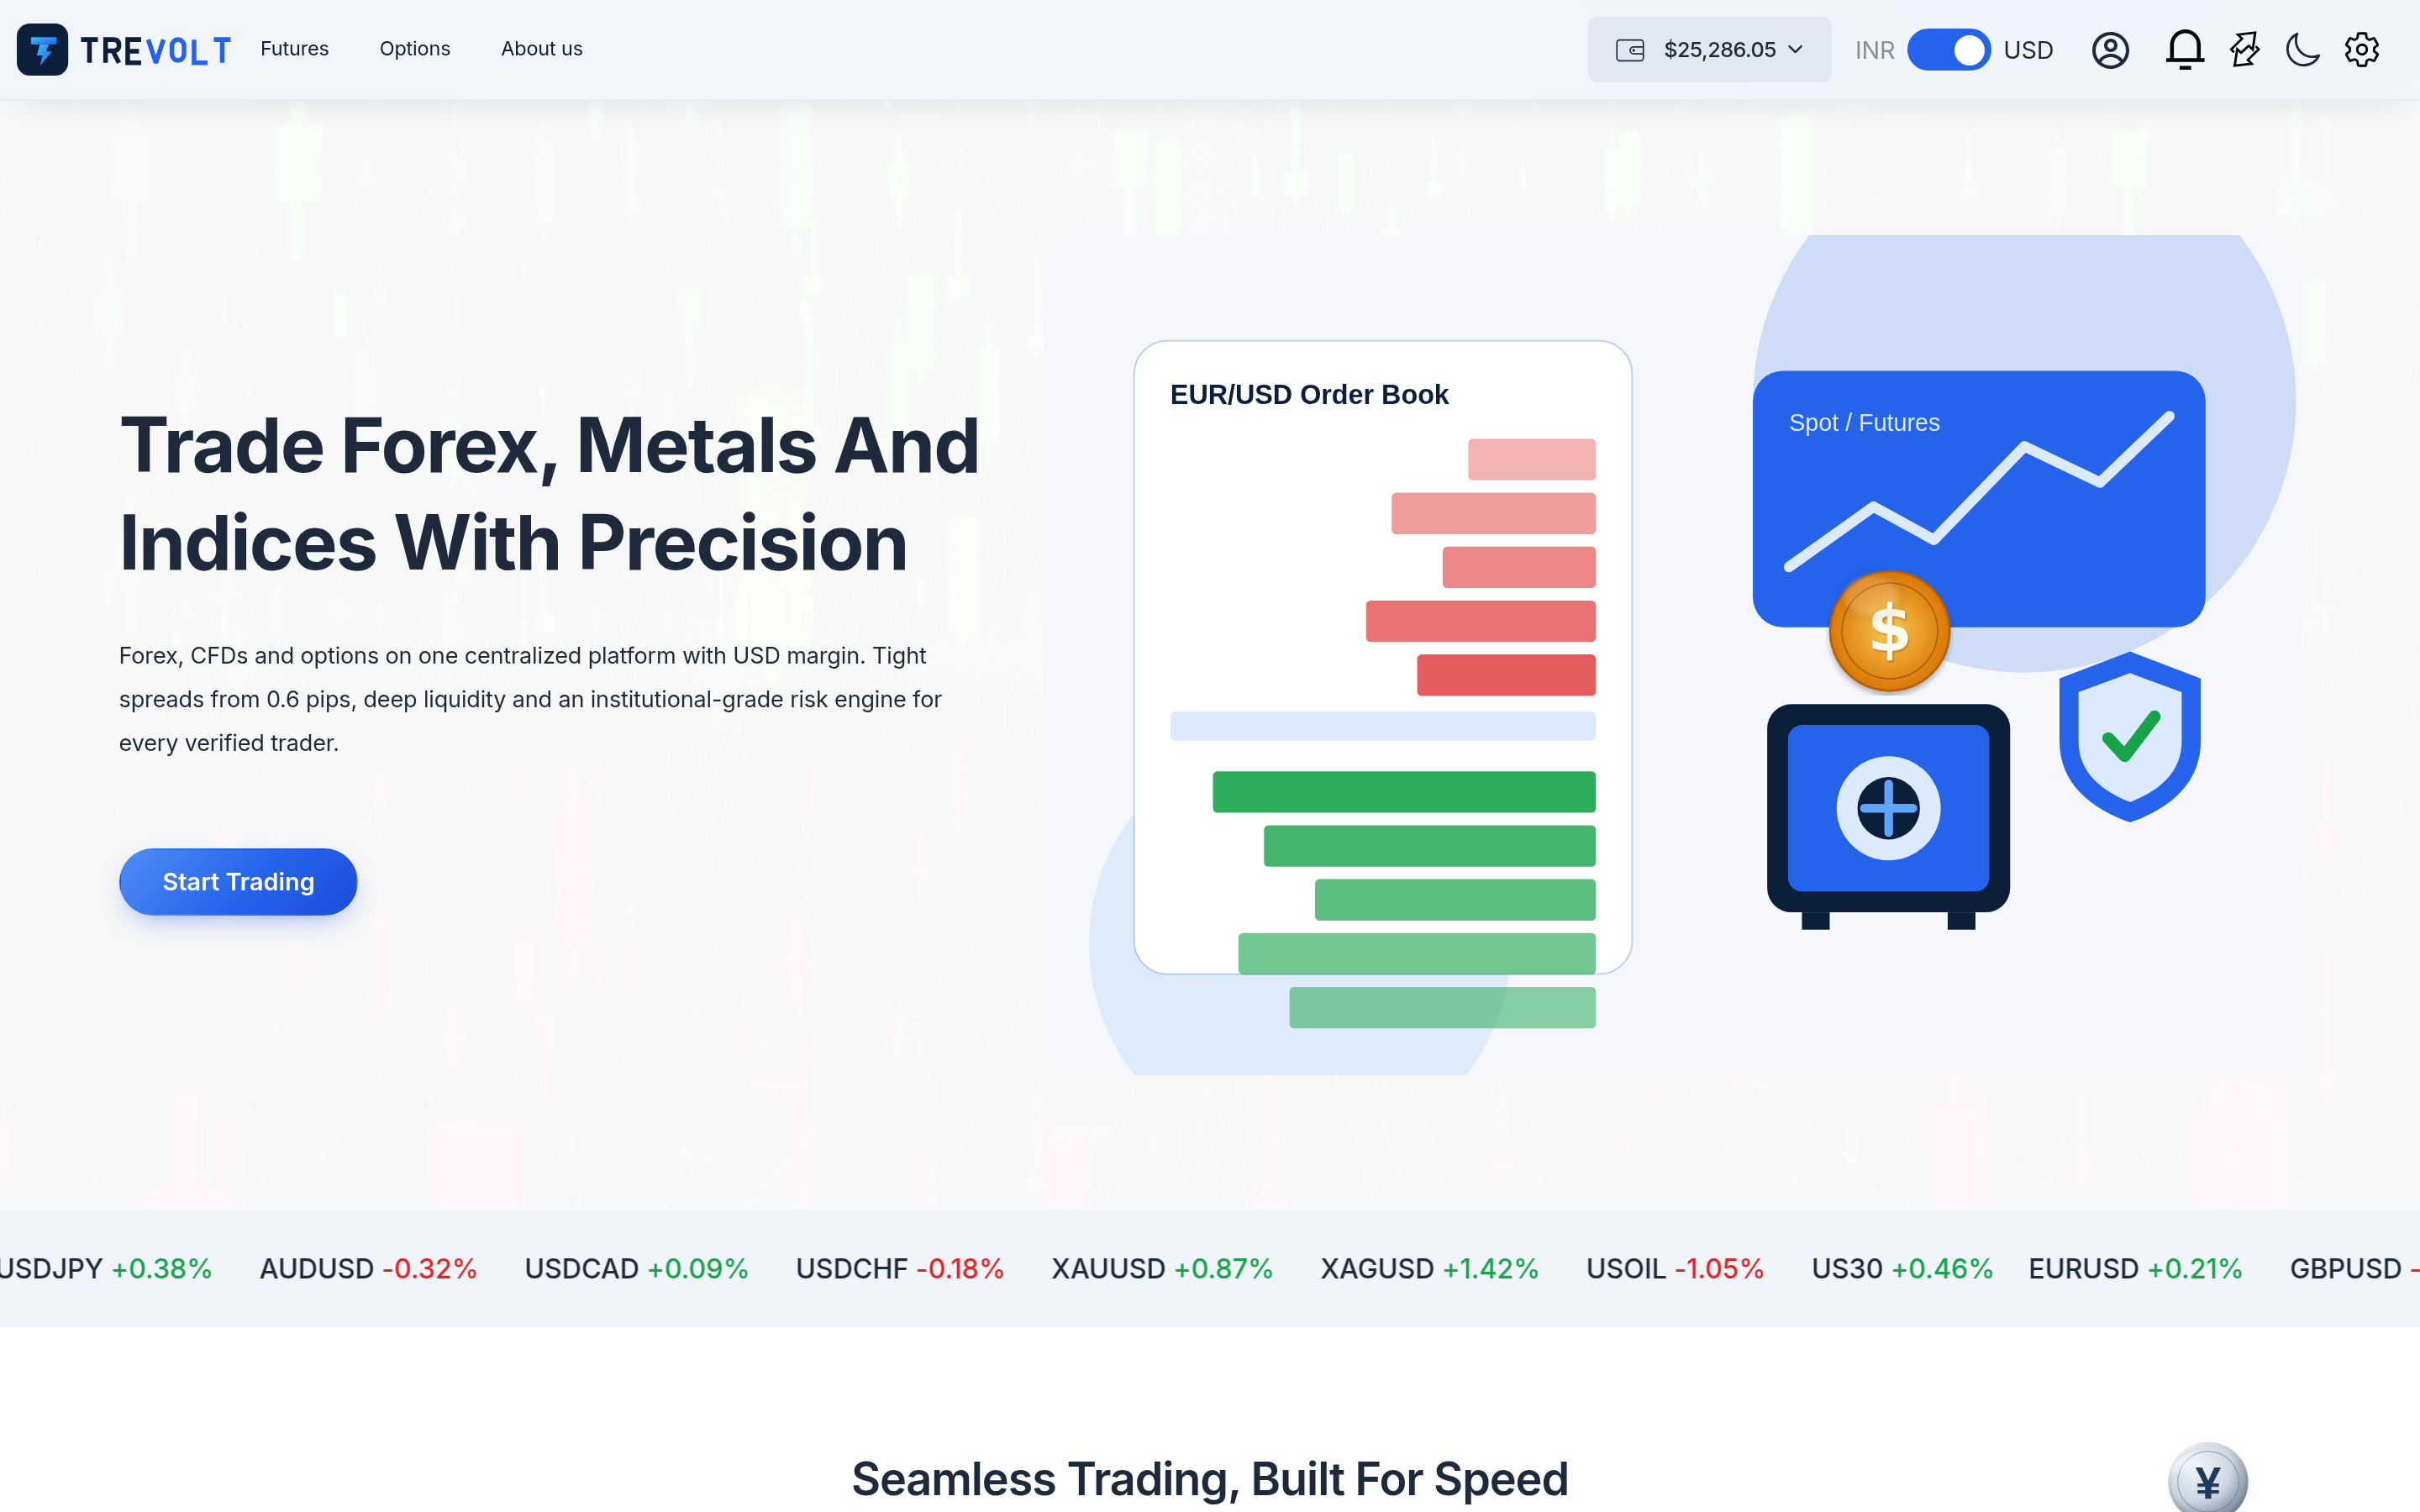 TREVOLT
Futures
Options
About us
$25,286.05
INR
USD
Trade Forex, Metals And
Indices With Precision
Forex, CFDs and options on one centralized platform with USD margin. Tight
spreads from 0.6 pips, deep liquidity and an institutional-grade risk engine for
every verified trader.
Start Trading
EUR/USD Order Book
Spot / Futures
$
USDJPY +0.38% AUDUSD -0.32% USDCAD +0.09% USDCHF -0.18% XAUUSD +0.87% XAGUSD +1.42% USOIL -1.05% US30 +0.46% EURUSD +0.21% GBPUSD -
Seamless Trading, Built For Speed
¥